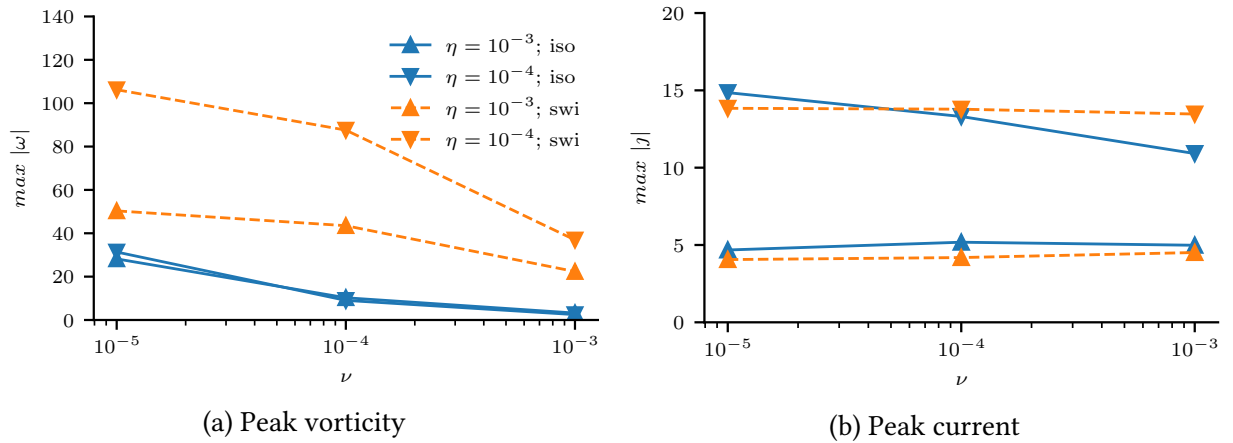 140
120
100
80
60
40
20
0
max |ω|
η = 10⁻³; iso
η = 10⁻⁴; iso
η = 10⁻³; swi
η = 10⁻⁴; swi
10⁻⁵ 10⁻⁴ 10⁻³
ν
(a) Peak vorticity
20
15
10
5
0
max |ȷ|
10⁻⁵ 10⁻⁴ 10⁻³
ν
(b) Peak current